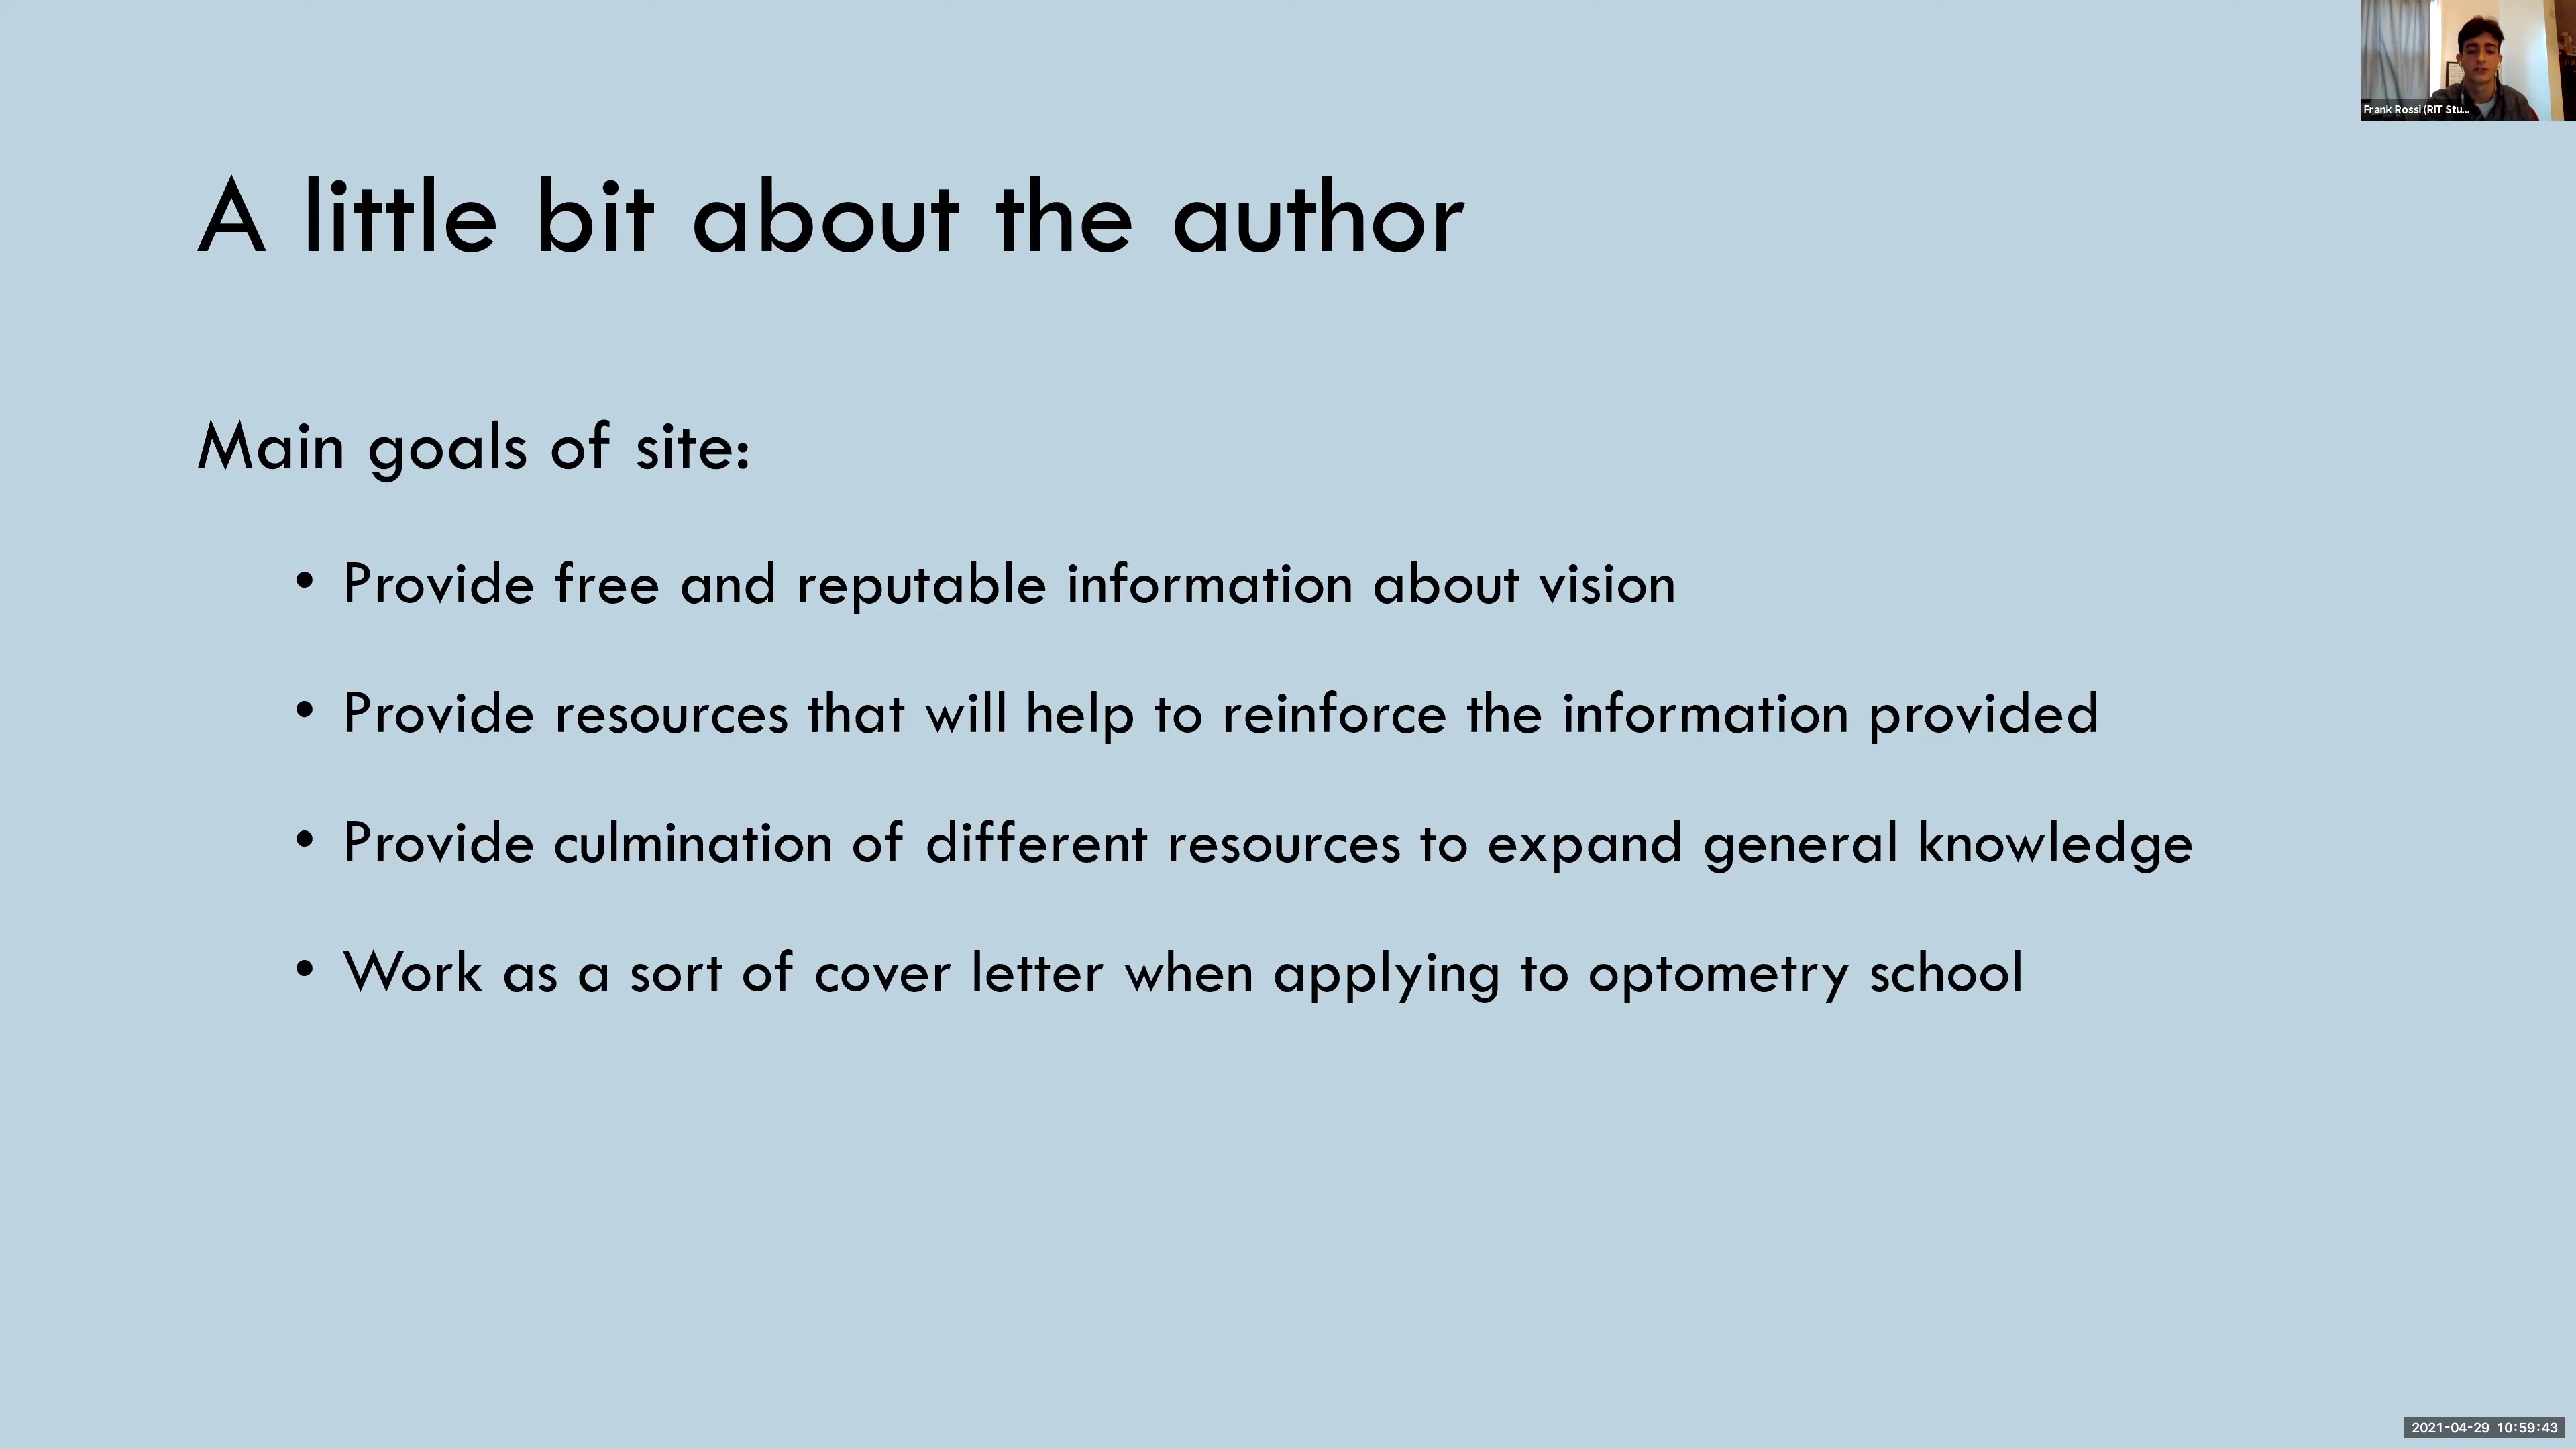 Frank Rossi (RIT Stu...
A little bit about the author
Main goals of site:
• Provide free and reputable information about vision
• Provide resources that will help to reinforce the information provided
• Provide culmination of different resources to expand general knowledge
• Work as a sort of cover letter when applying to optometry school
2021-04-29 10:59:43